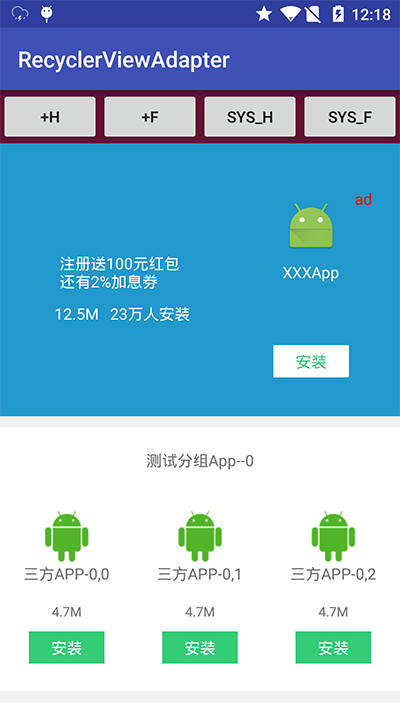 12:18
RecyclerViewAdapter
+H +F SYS_H SYS_F
ad
XXXApp
注册送100元红包
还有2%加息券
12.5M 23万人安装
安装
测试分组App--0
三方APP-0,0 三方APP-0,1 三方APP-0,2
4.7M 4.7M 4.7M
安装 安装 安装